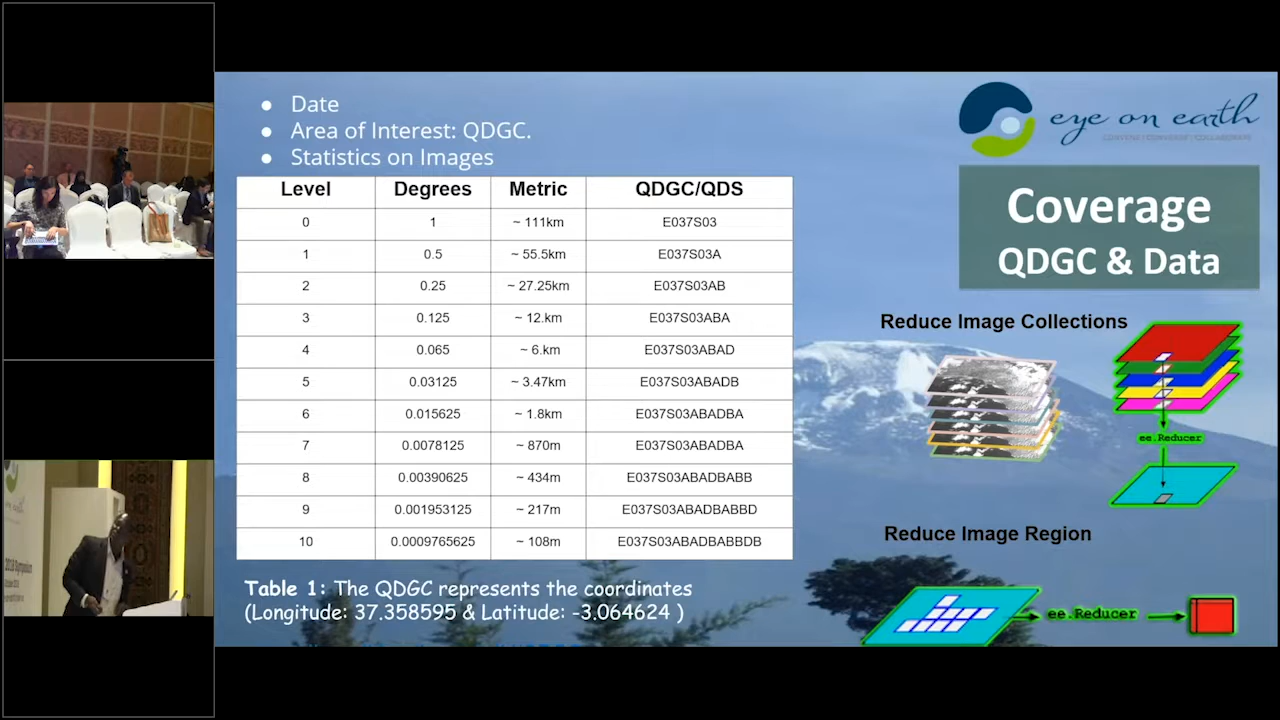 ● Date
● Area of Interest: QDGC.
● Statistics on Images
Level Degrees Metric QDGC/QDS
0 1 ~ 111km E037S03
1 0.5 ~ 55.5km E037S03A
2 0.25 ~ 27.25km E037S03AB
3 0.125 ~ 12.km E037S03ABA
4 0.065 ~ 6.km E037S03ABAD
5 0.03125 ~ 3.47km E037S03ABADB
6 0.015625 ~ 1.8km E037S03ABADBA
7 0.0078125 ~ 870m E037S03ABADBA
8 0.00390625 ~ 434m E037S03ABADBABB
9 0.001953125 ~ 217m E037S03ABADBABBD
10 0.0009765625 ~ 108m E037S03ABADBABBDB
Table 1: The QDGC represents the coordinates
(Longitude: 37.358595 & Latitude: -3.064624 )
eye on earth
Coverage
QDGC & Data
Reduce Image Collections
ee.Reducer
Reduce Image Region
ee.Reducer